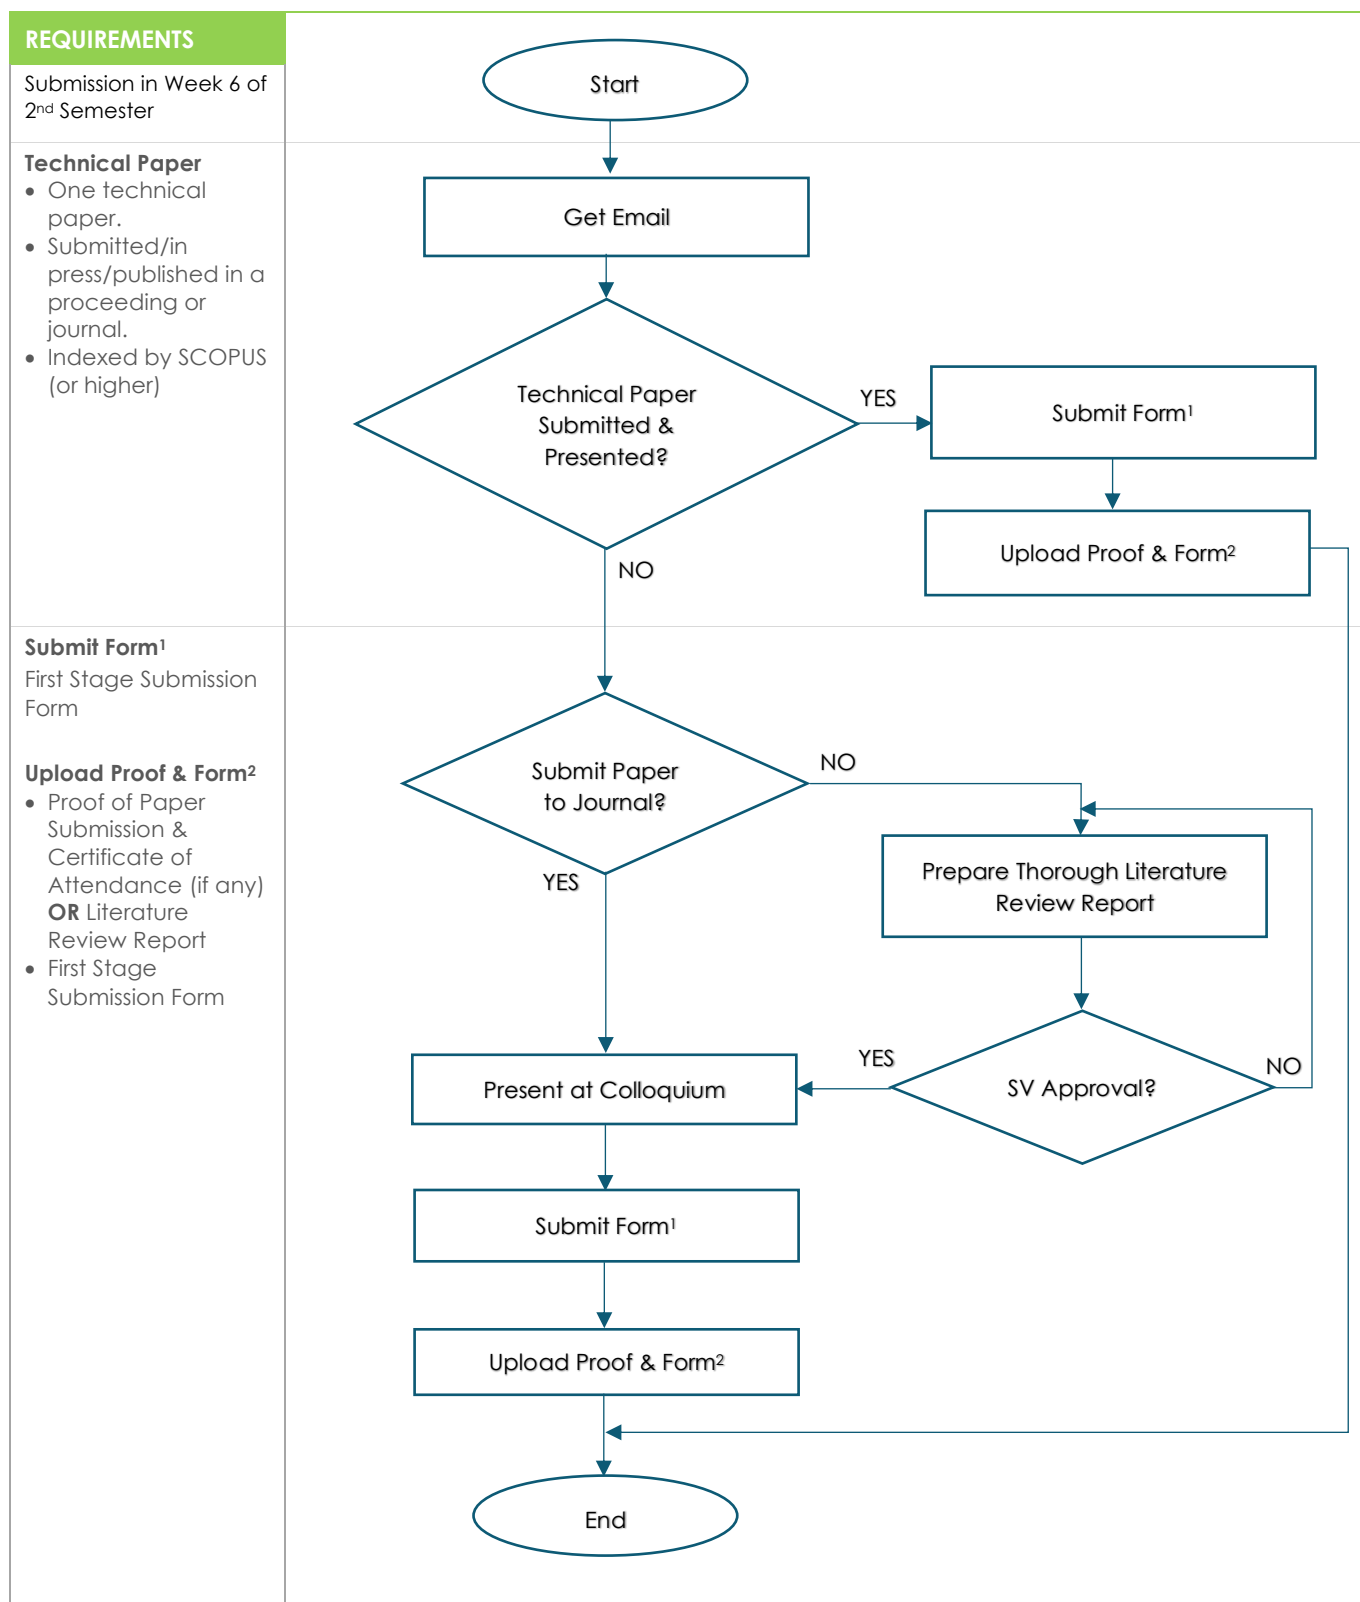 REQUIREMENTS
Submission in Week 6 of
2nd Semester
Technical Paper
• One technical
paper.
• Submitted/in
press/published in a
proceeding or
journal.
• Indexed by SCOPUS
(or higher)
Submit Form1
First Stage Submission
Form
Upload Proof & Form2
• Proof of Paper
Submission &
Certificate of
Attendance (if any)
OR Literature
Review Report
• First Stage
Submission Form
Start
Get Email
Technical Paper
Submitted &
Presented?
YES
Submit Form1
Upload Proof & Form2
NO
Submit Paper
to Journal?
NO
YES
Prepare Thorough Literature
Review Report
SV Approval?
YES
NO
Present at Colloquium
Submit Form1
Upload Proof & Form2
End